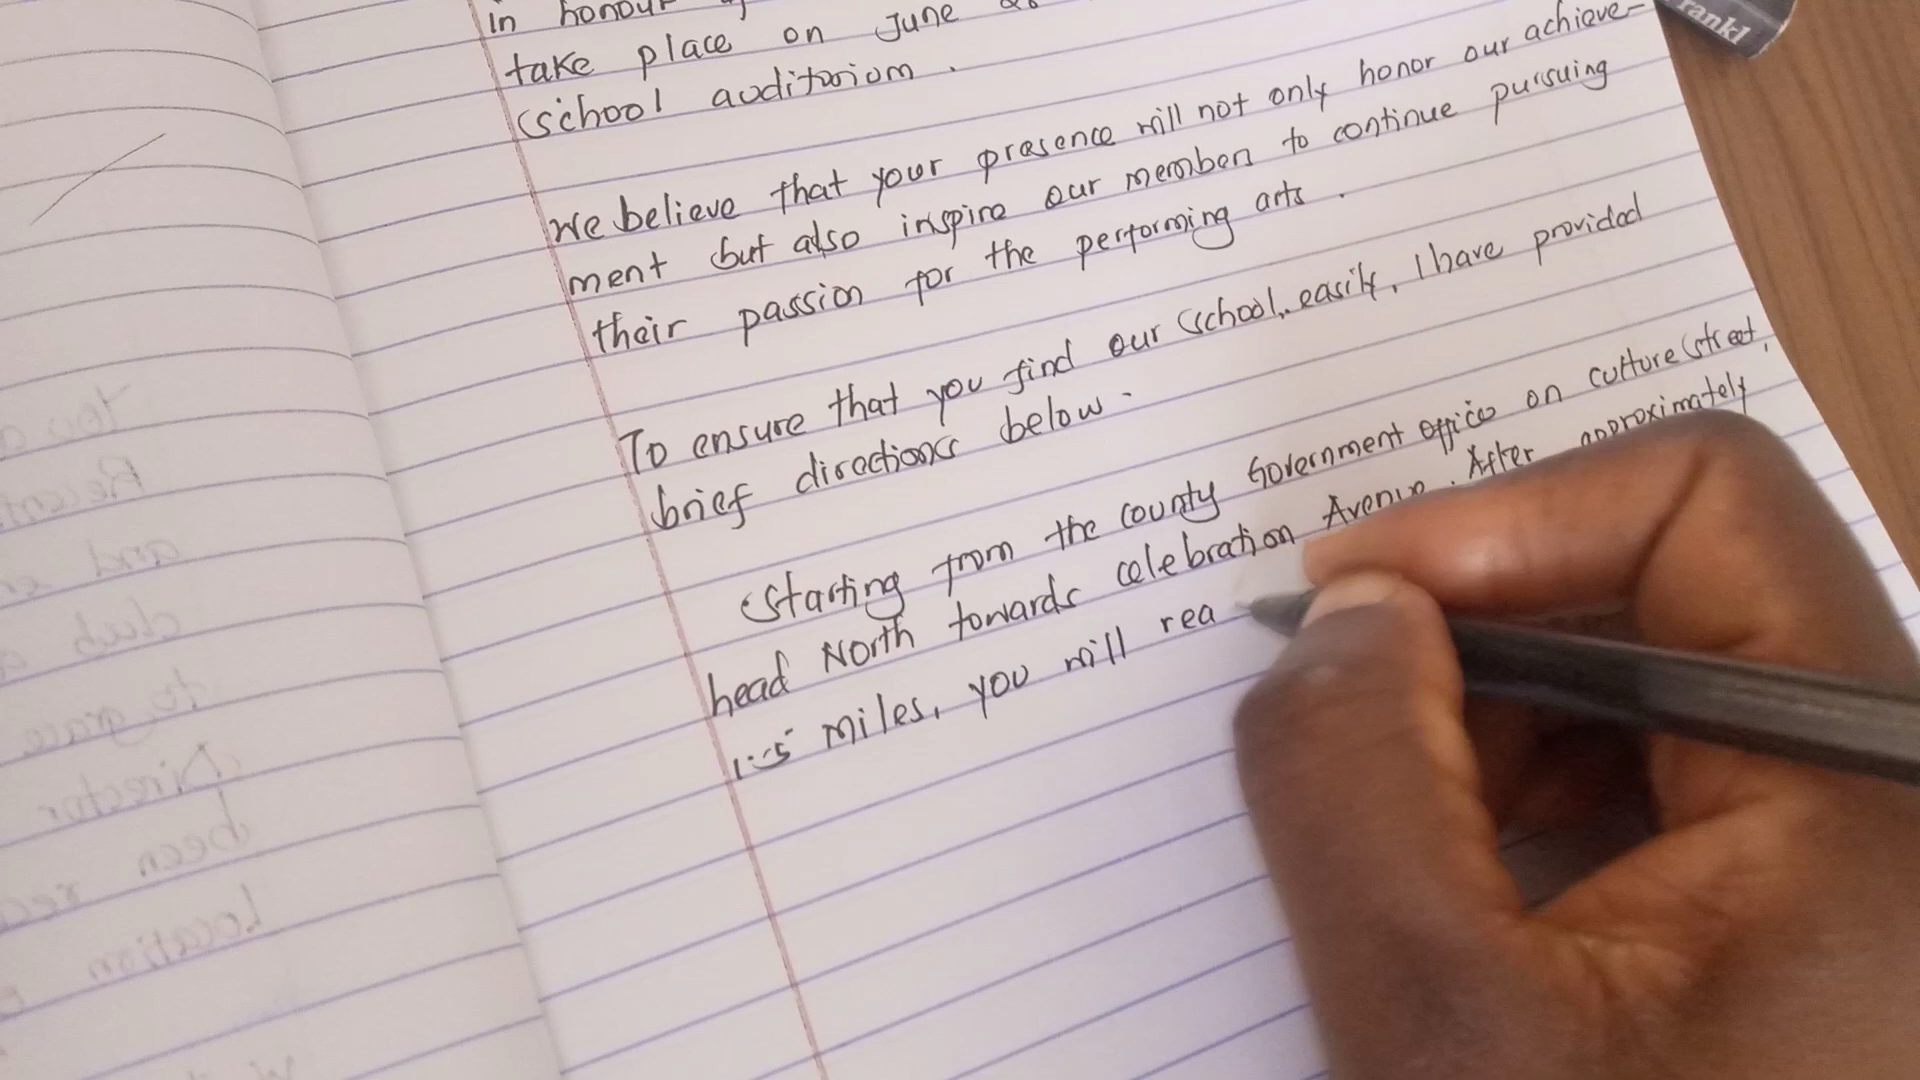 in honour
take place on June
school auditorium.
We believe that your presence will not only honor our achieve-
ment but also inspire our members to continue pursuing
their passion for the performing arts.
To ensure that you find our school, easily, I have provided
brief directions below.
Starting from the County Government office on culture street,
head North towards celebration Avenue. After approximately
1.5 miles, you will rea
rankl